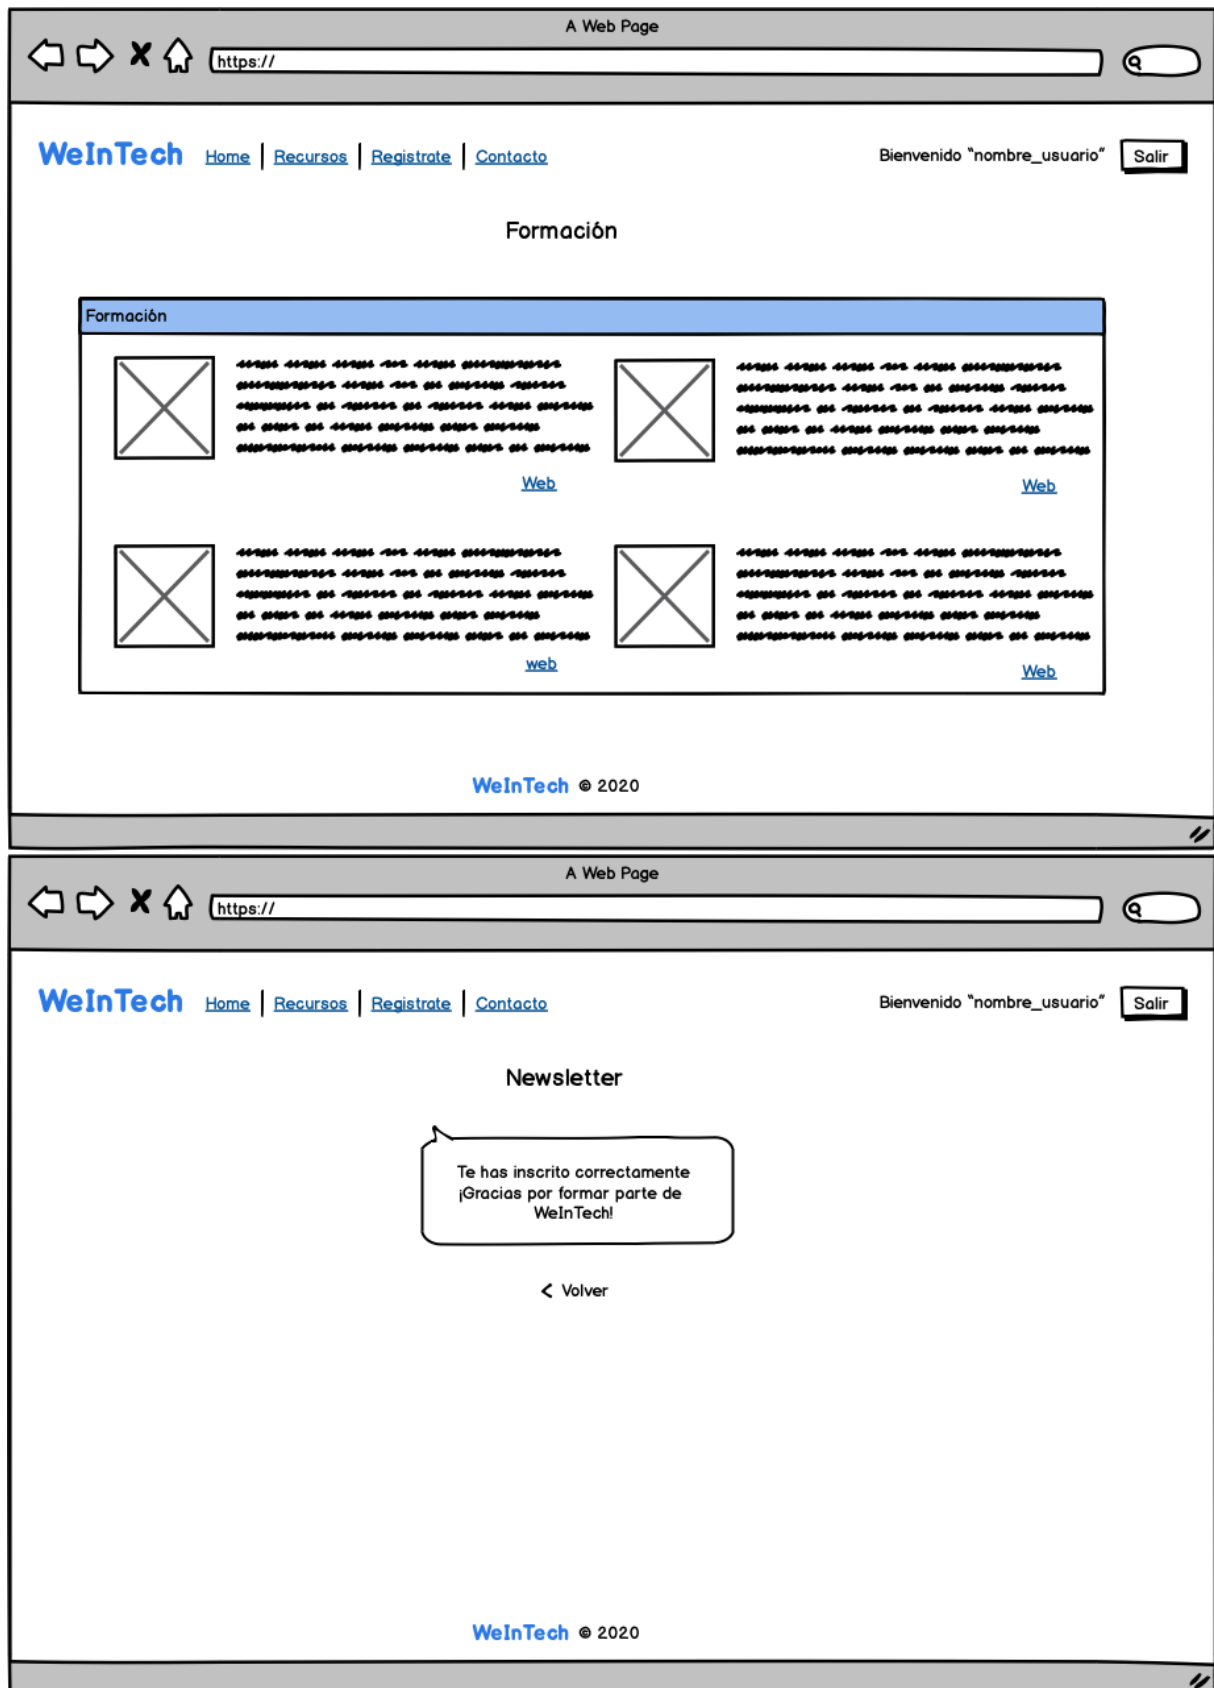 A Web Page
https://
WeInTech Home Recursos Registrate Contacto Bienvenido "nombre_usuario" Salir
Formación
Formación
Web Web
web Web
WeInTech © 2020
A Web Page
https://
WeInTech Home Recursos Registrate Contacto Bienvenido "nombre_usuario" Salir
Newsletter
Te has inscrito correctamente
¡Gracias por formar parte de
WeInTech!
< Volver
WeInTech © 2020